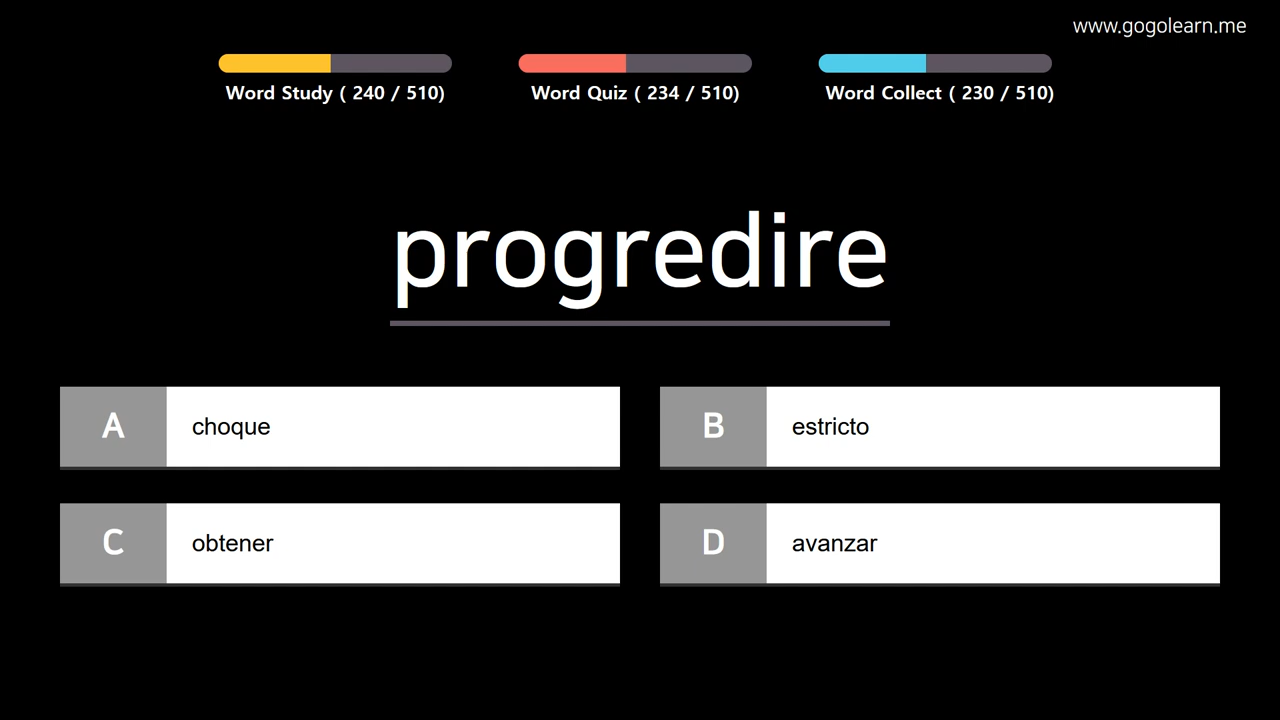 www.gogolearn.me
Word Study ( 240 / 510)
Word Quiz ( 234 / 510)
Word Collect ( 230 / 510)
progredire
A choque
B estricto
C obtener
D avanzar